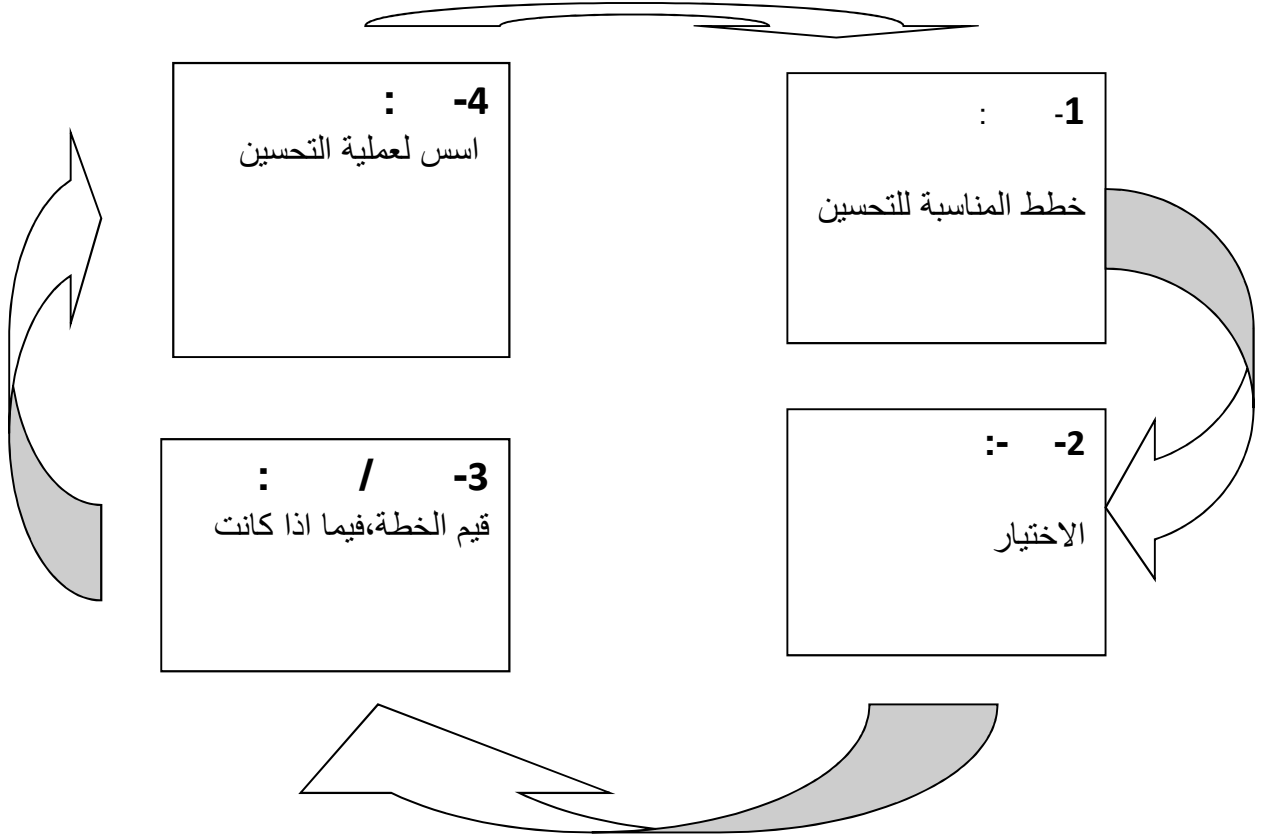 1- :
خطط المناسبة للتحسين
2- -:
الاختيار
3- / :
قيم الخطة،فيما اذا كانت
4- :
اسس لعملية التحسين